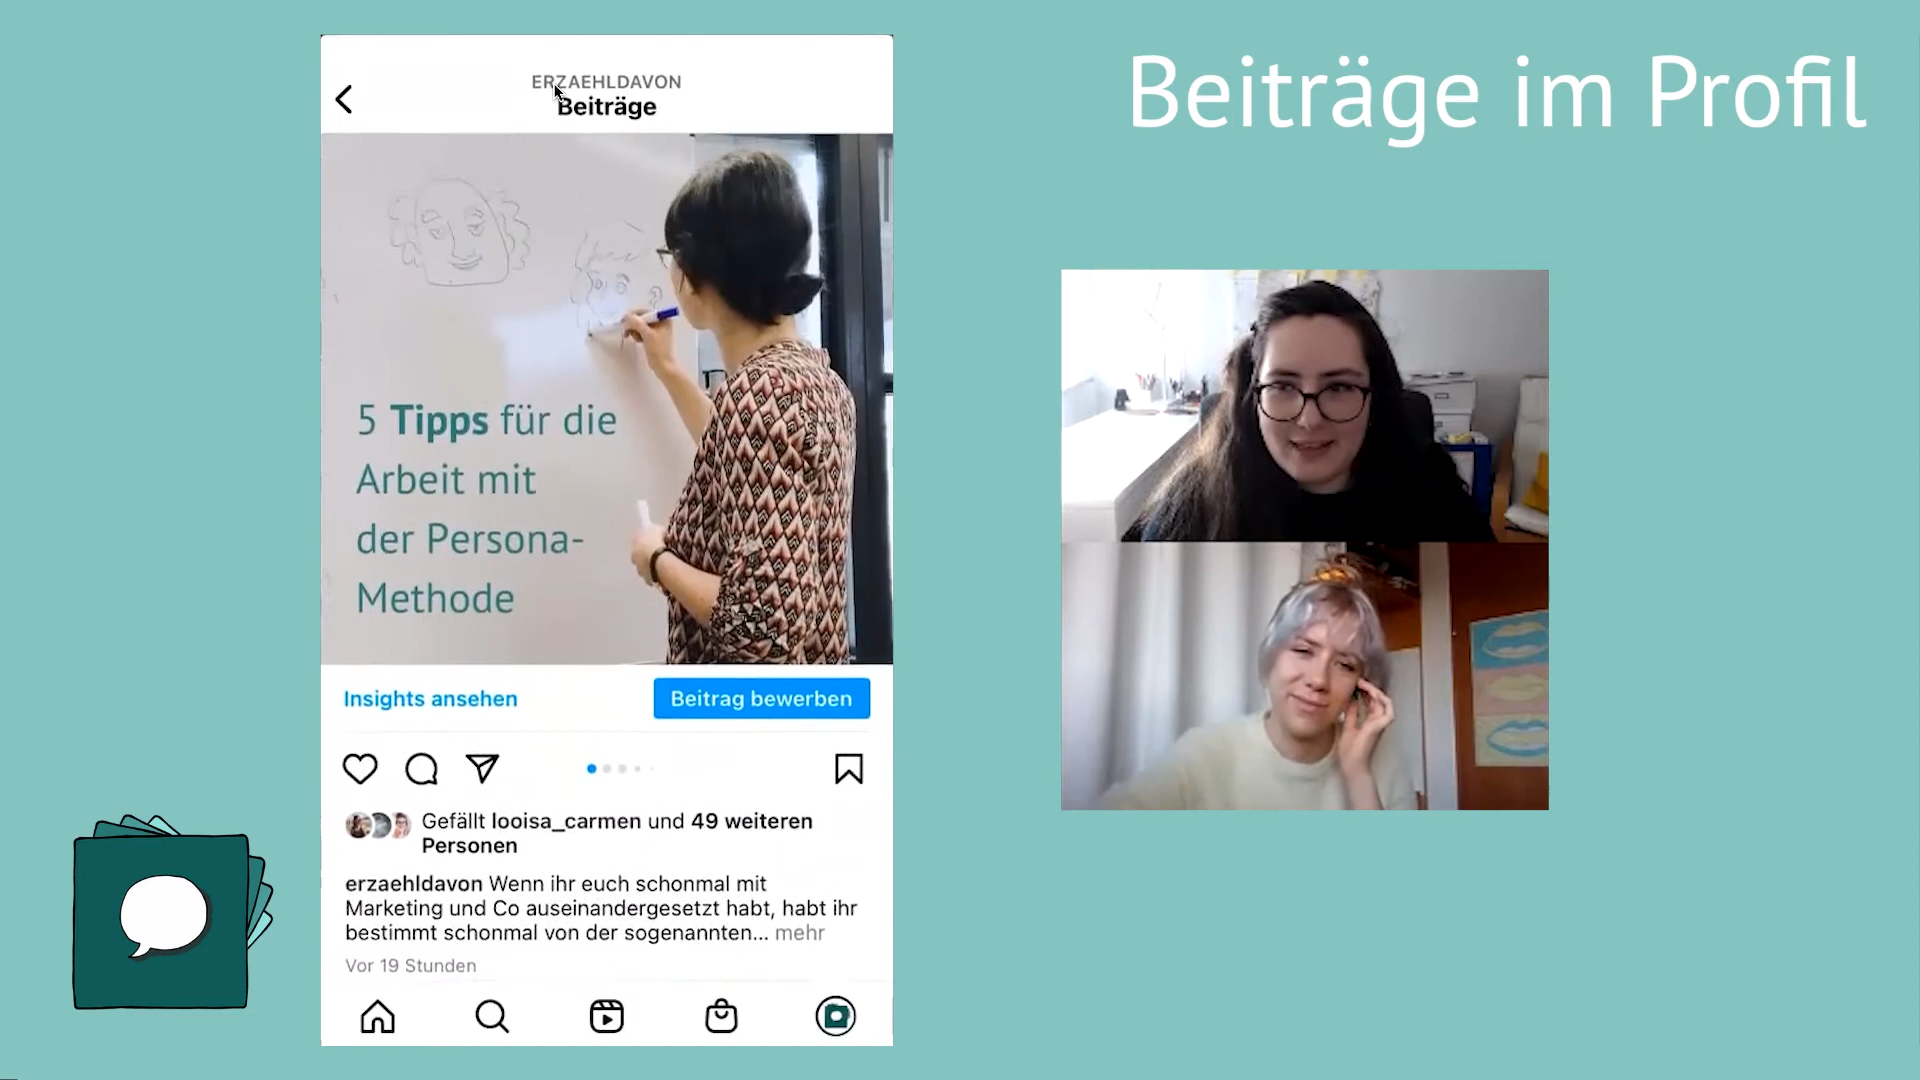 Beiträge im Profil
ERZAEHLDAVON
Beiträge
5 Tipps für die
Arbeit mit
der Persona-
Methode
Insights ansehen
Beitrag bewerben
Gefällt looisa_carmen und 49 weiteren
Personen
erzaehldavon Wenn ihr euch schonmal mit
Marketing und Co auseinandergesetzt habt, habt ihr
bestimmt schonmal von der sogenannten... mehr
Vor 19 Stunden